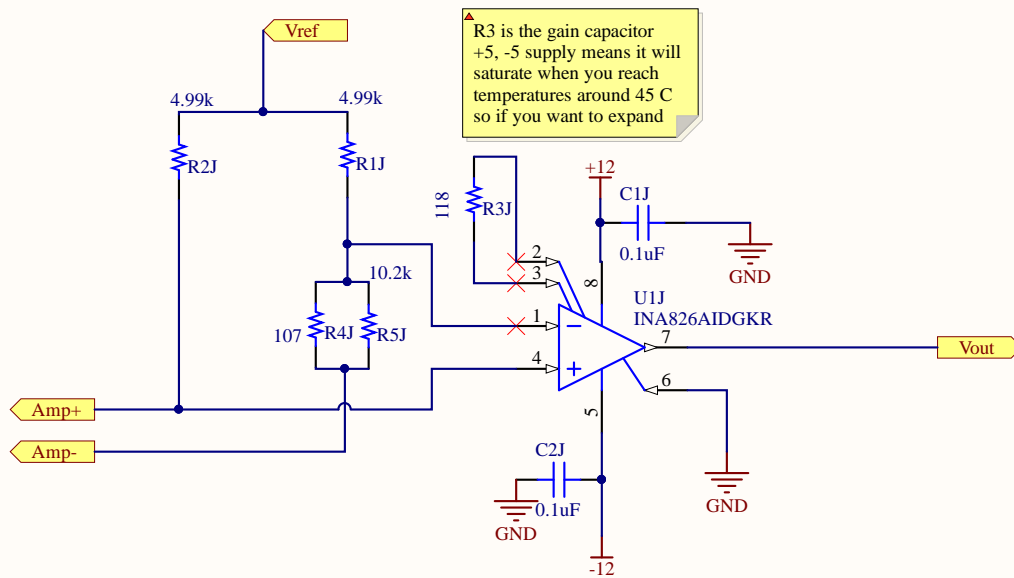 Vref
R3 is the gain capacitor
+5, -5 supply means it will
saturate when you reach
temperatures around 45 C
so if you want to expand
4.99k
4.99k
R2J
R1J
118
R3J
+12
C1J
0.1uF
GND
2
3
8
10.2k
U1J
INA826AIDGKR
107
R4J
R5J
1
7
Vout
4
6
5
Amp+
Amp-
C2J
0.1uF
GND
GND
-12